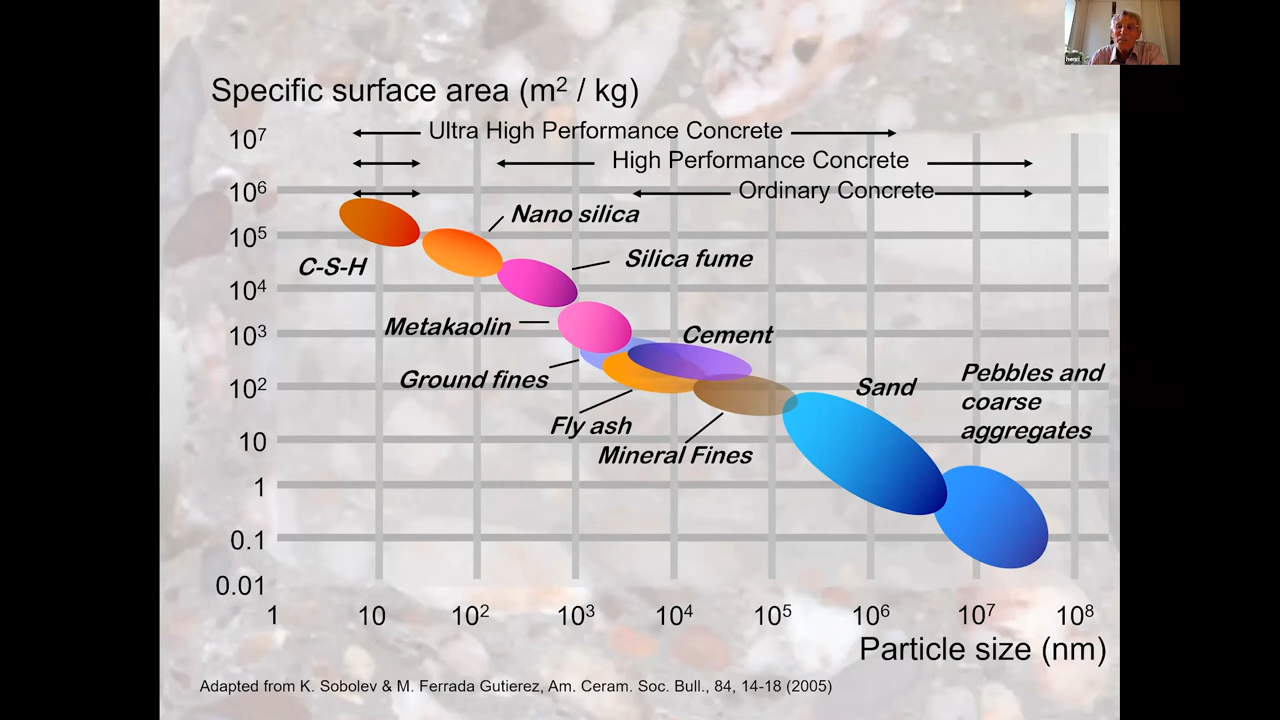 Specific surface area (m² / kg)
Ultra High Performance Concrete
High Performance Concrete
Ordinary Concrete
10⁷
10⁶
10⁵
10⁴
10³
10²
10
1
0.1
0.01
C-S-H
Nano silica
Silica fume
Metakaolin
Cement
Ground fines
Fly ash
Mineral Fines
Sand
Pebbles and
coarse
aggregates
1 10 10² 10³ 10⁴ 10⁵ 10⁶ 10⁷ 10⁸
Particle size (nm)
Adapted from K. Sobolev & M. Ferrada Gutierez, Am. Ceram. Soc. Bull., 84, 14-18 (2005)